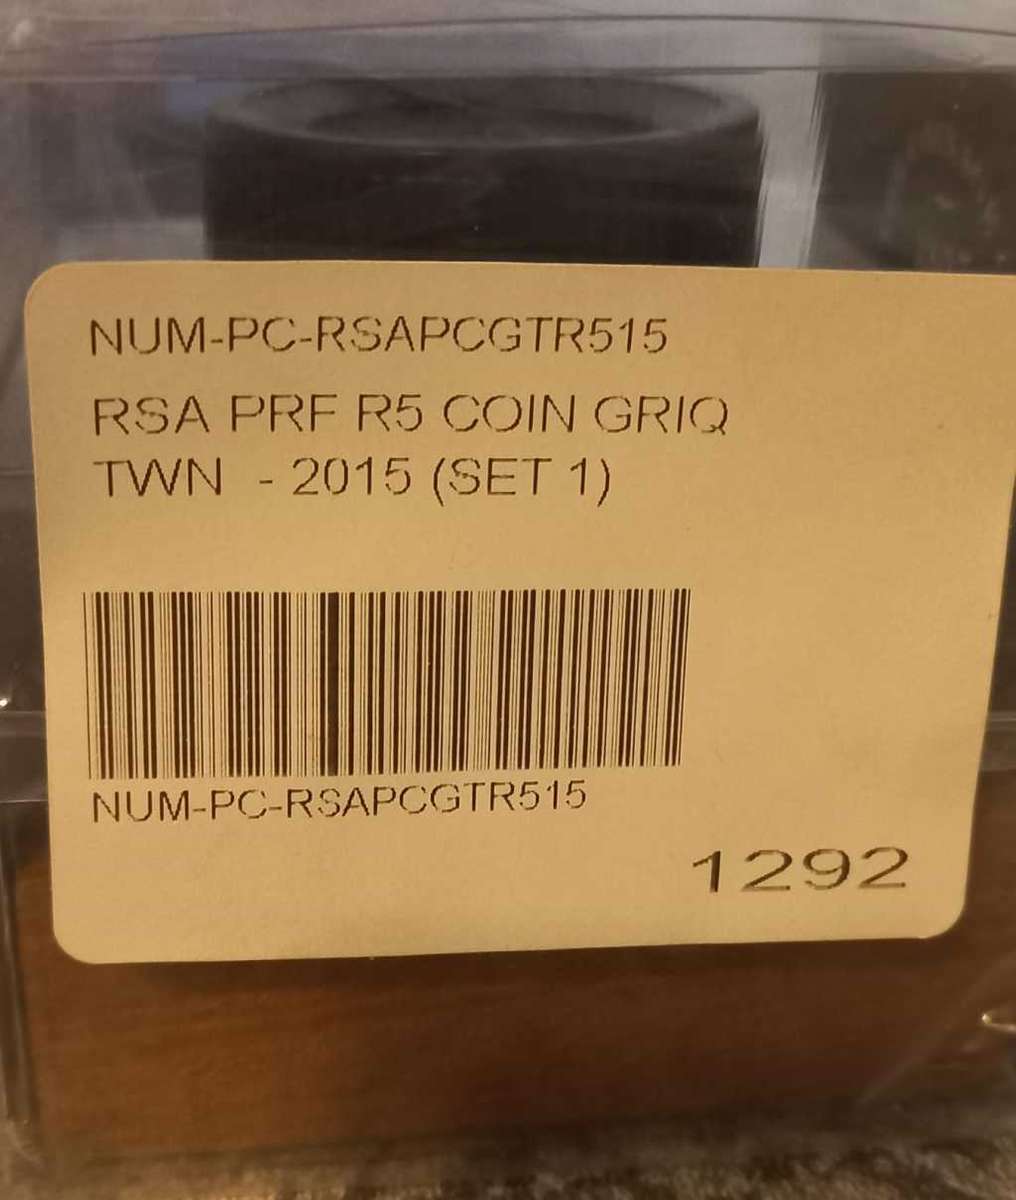 NUM-PC-RSAPCGTR515
RSA PRF R5 COIN GRIQ
TWN - 2015 (SET 1)
NUM-PC-RSAPCGTR515
1292